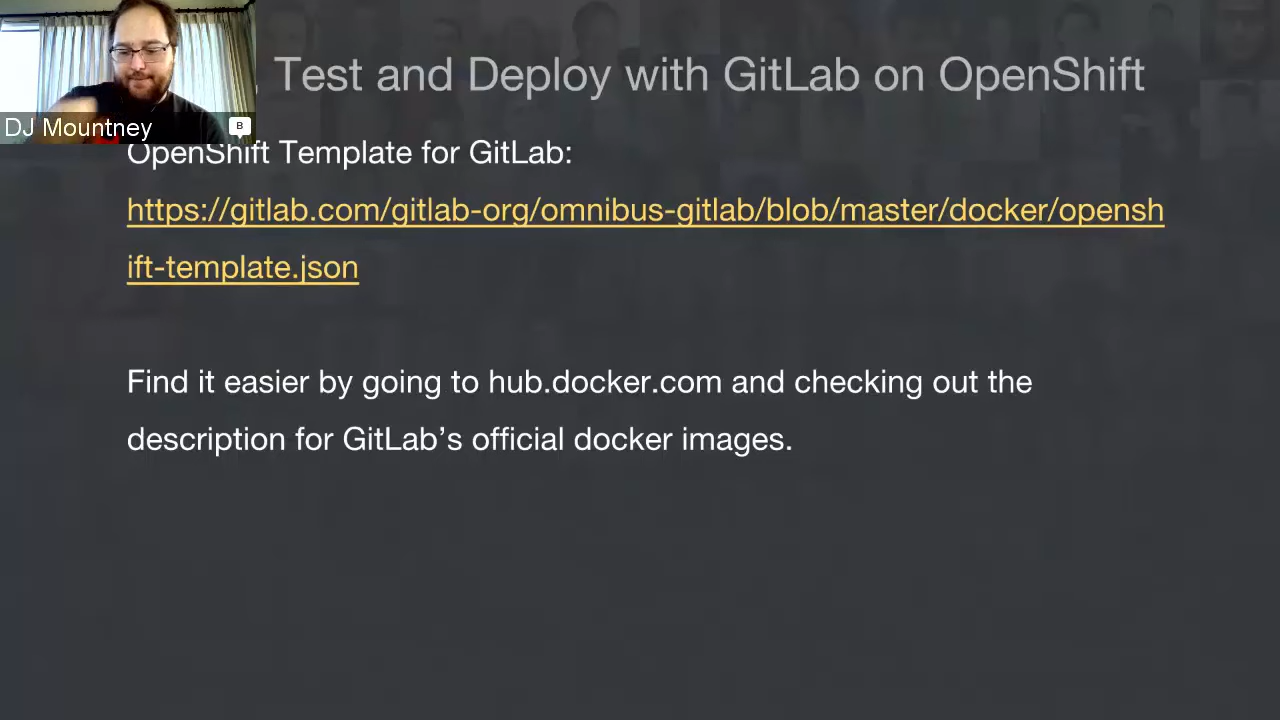 Test and Deploy with GitLab on OpenShift
DJ Mountney
B
OpenShift Template for GitLab:
https://gitlab.com/gitlab-org/omnibus-gitlab/blob/master/docker/opensh
ift-template.json
Find it easier by going to hub.docker.com and checking out the
description for GitLab’s official docker images.